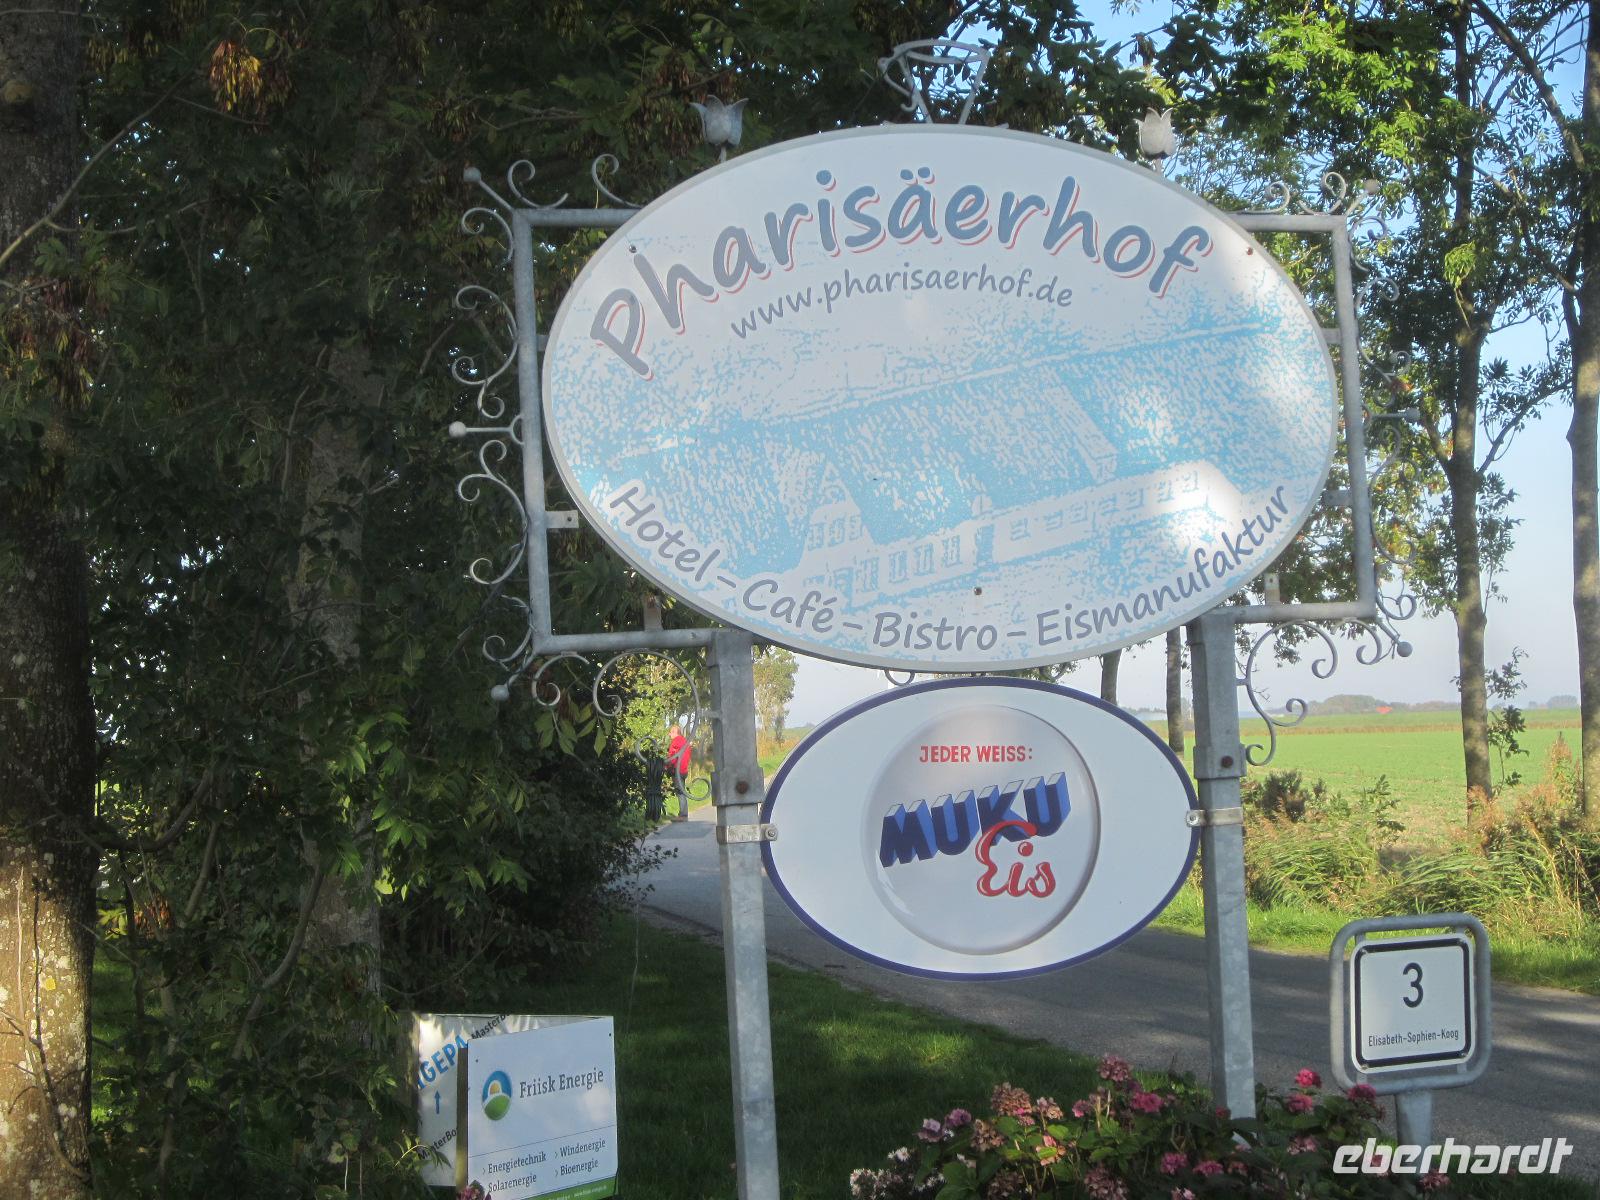 Pharisäerhof
www.pharisaerhof.de
Hotel-Café-Bistro-Eismanufaktur
JEDER WEISS:
MUKU
Eis
3
Elisabeth-Sophien-Koog
Friisk Energie
› Energietechnik › Windenergie
› Solarenergie › Bioenergie
eberhardt